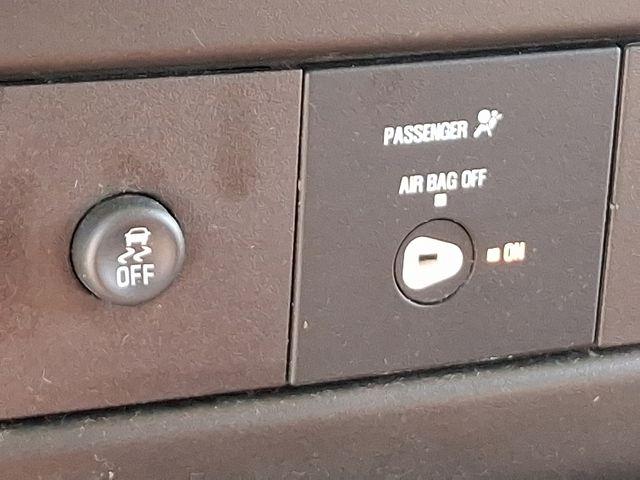 PASSENGER
AIR BAG OFF
ON
OFF